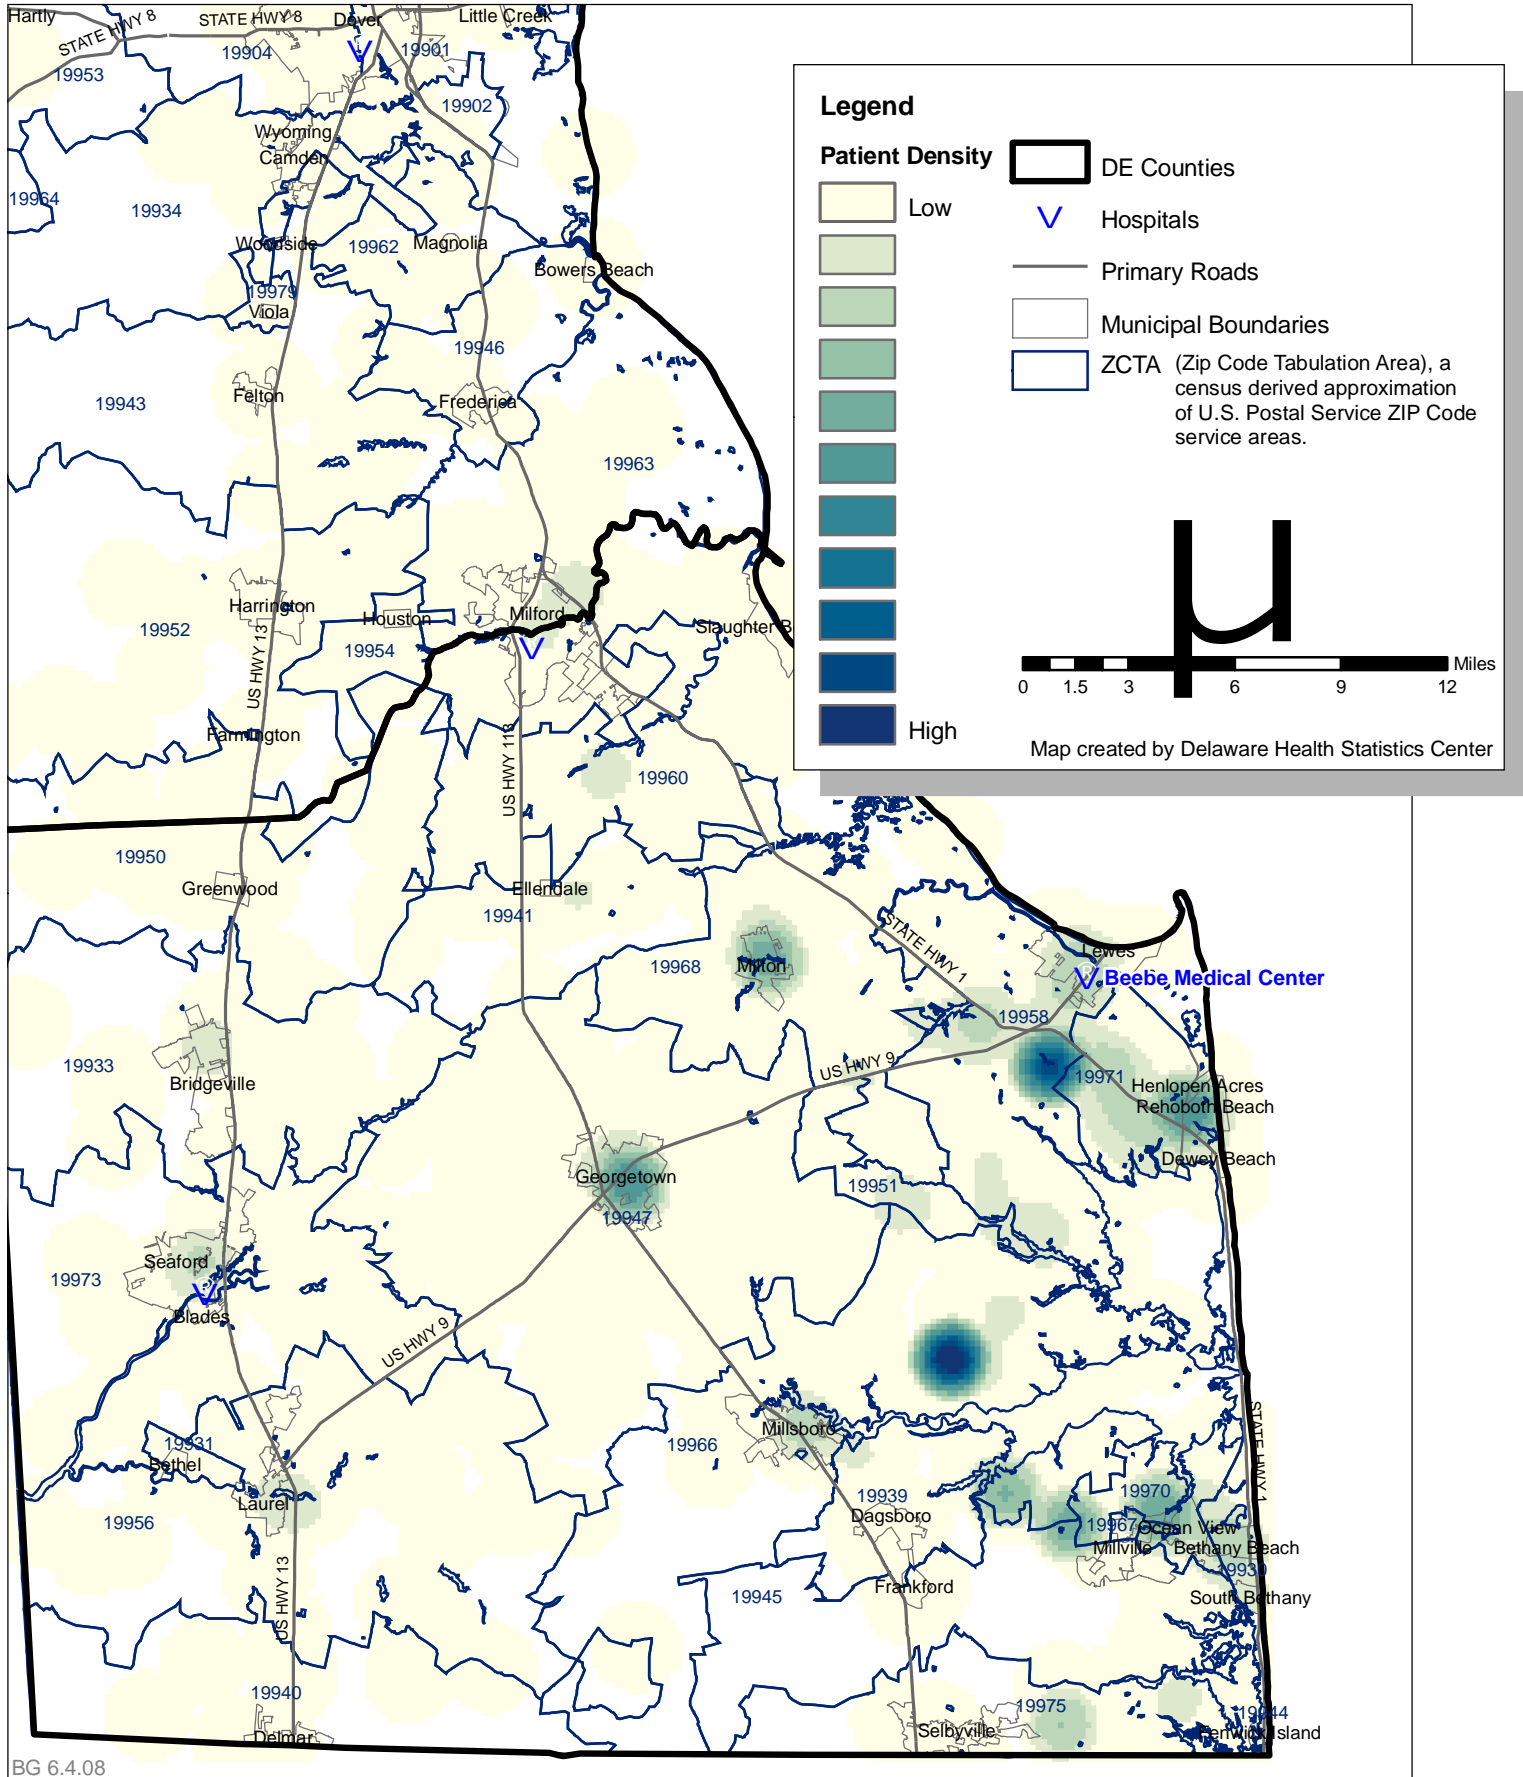 Hartly
STATE HWY 8
STATE HWY 8
Dover
Little Creek
19904
19901
19953
19902
Wyoming
Camden
19964
19934
Woodside
19962
Magnolia
Bowers Beach
19979
Viola
19946
19943
Felton
Frederica
19963
Harrington
Houston
Milford
Slaughter B
19952
19954
US HWY 13
Farmington
US HWY 113
19960
19950
Greenwood
Ellendale
19941
STATE HWY 1
Lewes
19968
Milton
Beebe Medical Center
19958
19933
US HWY 9
19971
Bridgeville
Henlopen Acres
Rehoboth Beach
Dewey Beach
Georgetown
19951
19947
Seaford
19973
Blades
US HWY 9
STATE HWY 1
Millsboro
19931
Bethel
19966
Laurel
19939
19970
19956
Dagsboro
19967
Ocean View
Millville
Bethany Beach
19930
US HWY 13
19945
Frankford
South Bethany
19940
19975
19944
Delmar
Selbyville
Fenwick Island
BG 6.4.08
Legend
Patient Density
Low
High
DE Counties
Hospitals
Primary Roads
Municipal Boundaries
ZCTA (Zip Code Tabulation Area), a
census derived approximation
of U.S. Postal Service ZIP Code
service areas.
Miles
0 1.5 3 6 9 12
Map created by Delaware Health Statistics Center